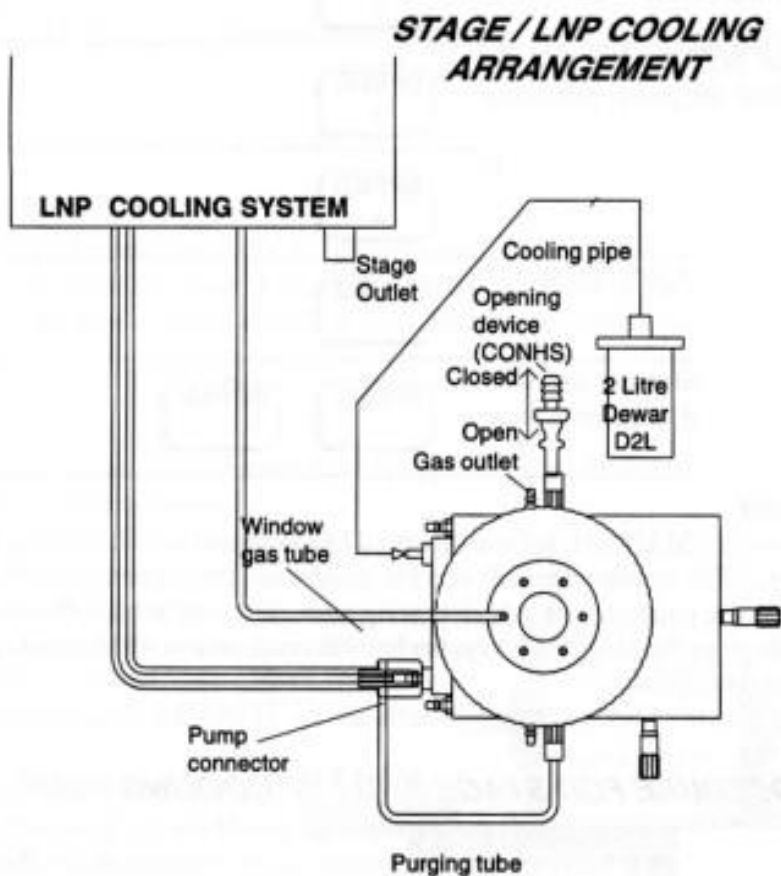 STAGE / LNP COOLING
ARRANGEMENT
LNP COOLING SYSTEM
Stage
Outlet
Cooling pipe
Opening
device
(CONHS)
Closed
Open
Gas outlet
2 Litre
Dewar
D2L
Window
gas tube
Pump
connector
Purging tube